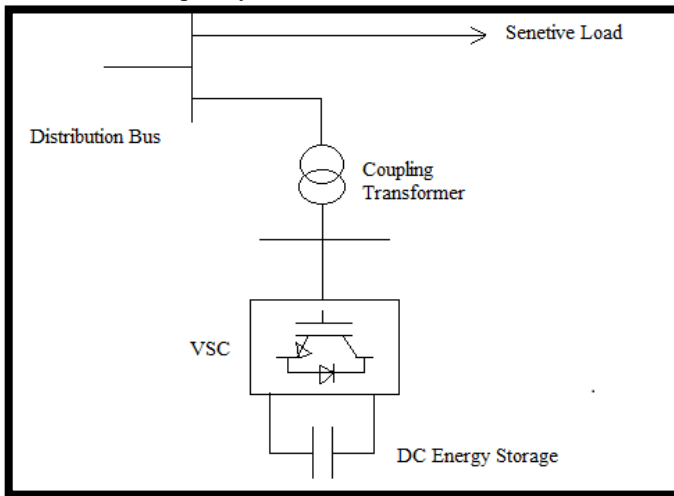 Senetive Load
Distribution Bus
Coupling
Transformer
VSC
DC Energy Storage